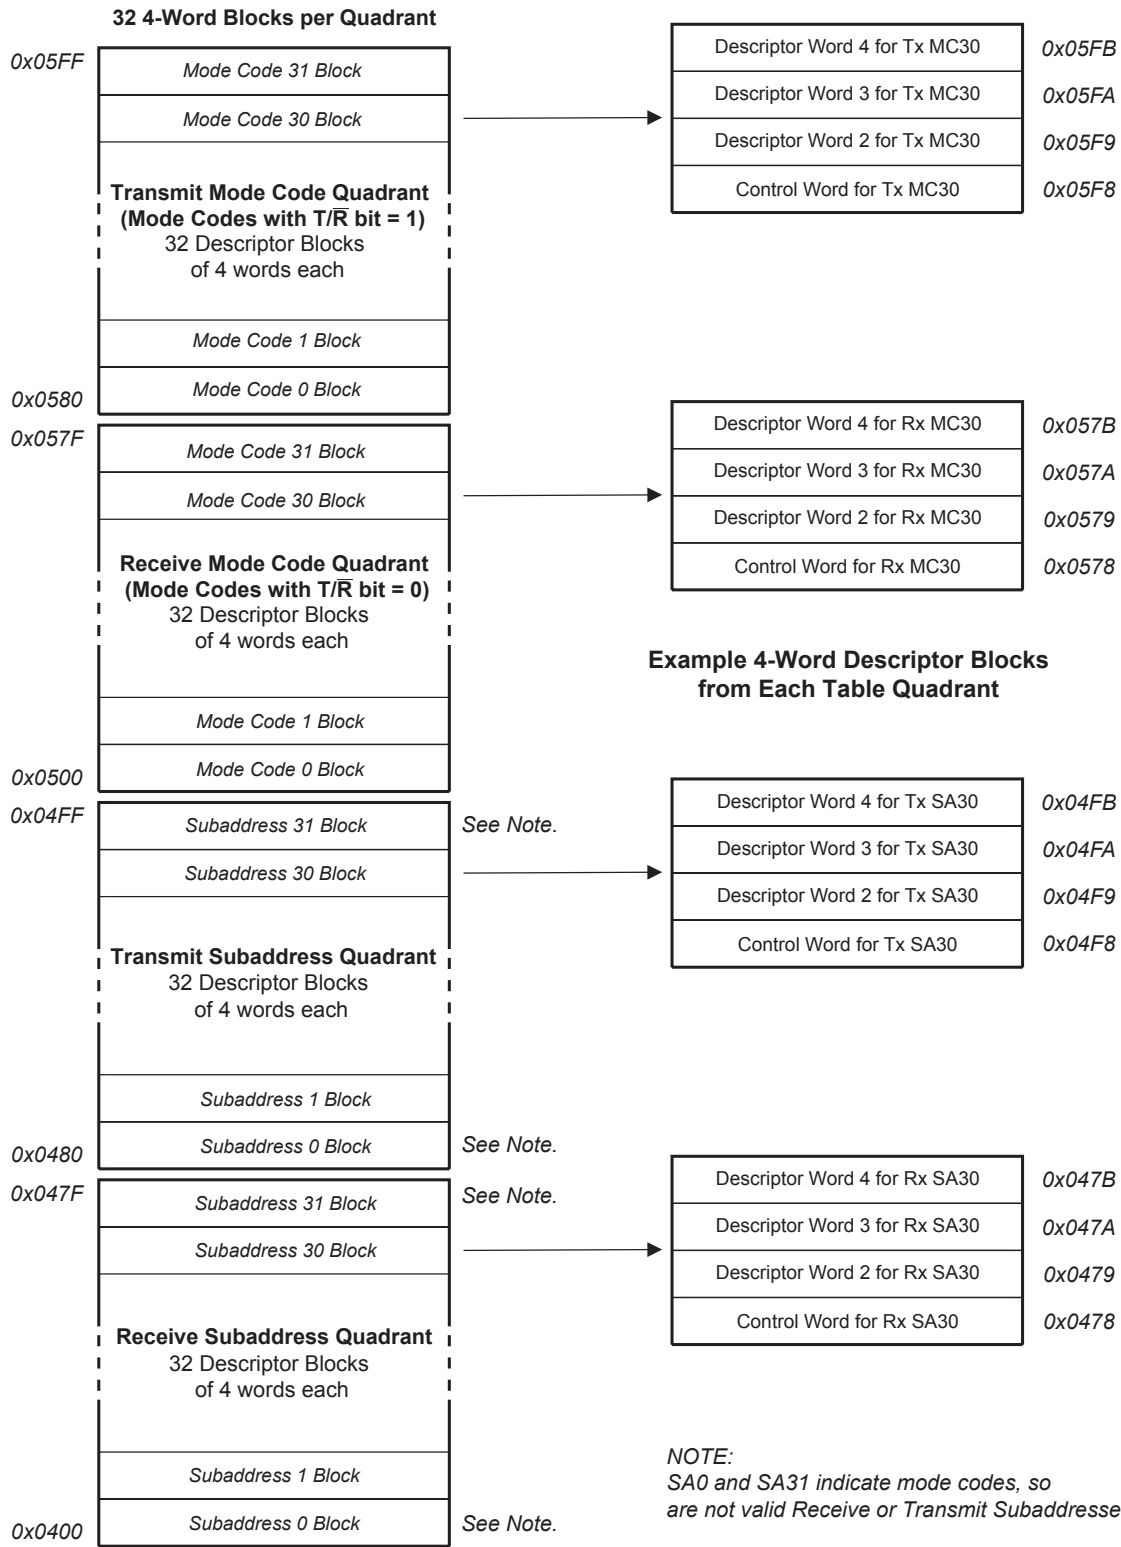 32 4-Word Blocks per Quadrant
0x05FF
Mode Code 31 Block
Mode Code 30 Block
Transmit Mode Code Quadrant
(Mode Codes with T/R̅ bit = 1)
32 Descriptor Blocks
of 4 words each
Mode Code 1 Block
Mode Code 0 Block
0x0580
Descriptor Word 4 for Tx MC30 0x05FB
Descriptor Word 3 for Tx MC30 0x05FA
Descriptor Word 2 for Tx MC30 0x05F9
Control Word for Tx MC30 0x05F8
0x057F
Mode Code 31 Block
Mode Code 30 Block
Receive Mode Code Quadrant
(Mode Codes with T/R̅ bit = 0)
32 Descriptor Blocks
of 4 words each
Mode Code 1 Block
Mode Code 0 Block
0x0500
Descriptor Word 4 for Rx MC30 0x057B
Descriptor Word 3 for Rx MC30 0x057A
Descriptor Word 2 for Rx MC30 0x0579
Control Word for Rx MC30 0x0578
Example 4-Word Descriptor Blocks
from Each Table Quadrant
0x04FF
Subaddress 31 Block See Note.
Subaddress 30 Block
Transmit Subaddress Quadrant
32 Descriptor Blocks
of 4 words each
Subaddress 1 Block
Subaddress 0 Block See Note.
0x0480
Descriptor Word 4 for Tx SA30 0x04FB
Descriptor Word 3 for Tx SA30 0x04FA
Descriptor Word 2 for Tx SA30 0x04F9
Control Word for Tx SA30 0x04F8
0x047F
Subaddress 31 Block See Note.
Subaddress 30 Block
Receive Subaddress Quadrant
32 Descriptor Blocks
of 4 words each
Subaddress 1 Block
Subaddress 0 Block See Note.
0x0400
Descriptor Word 4 for Rx SA30 0x047B
Descriptor Word 3 for Rx SA30 0x047A
Descriptor Word 2 for Rx SA30 0x0479
Control Word for Rx SA30 0x0478
NOTE:
SA0 and SA31 indicate mode codes, so
are not valid Receive or Transmit Subaddresse